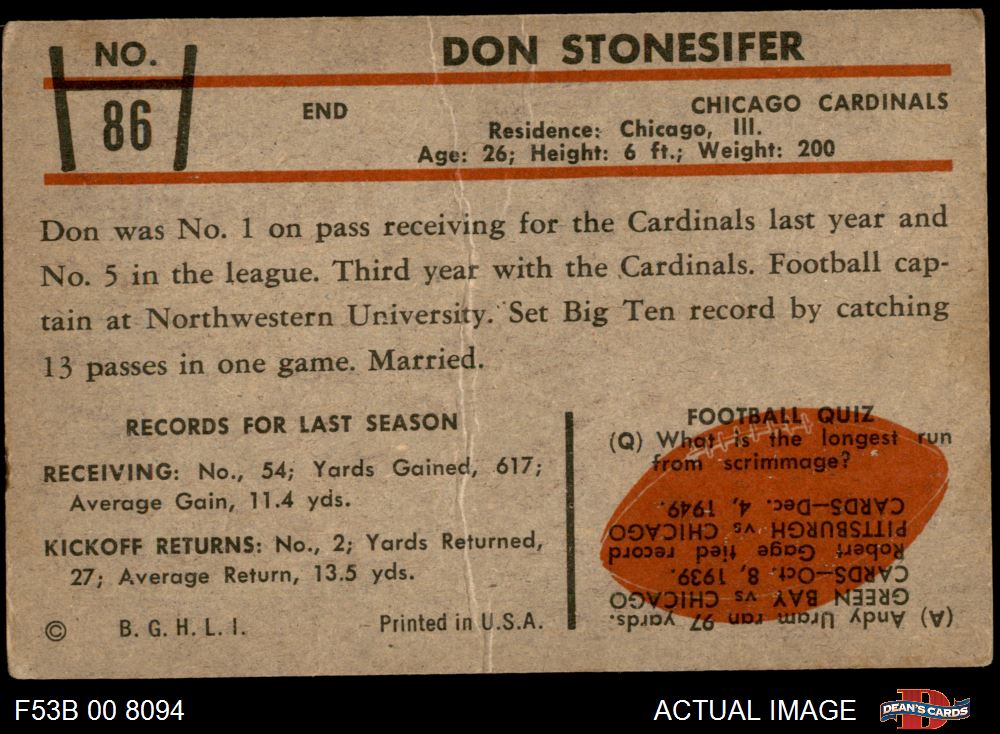 NO.
86
DON STONESIFER
END
CHICAGO CARDINALS
Residence: Chicago, Ill.
Age: 26; Height: 6 ft.; Weight: 200
Don was No. 1 on pass receiving for the Cardinals last year and
No. 5 in the league. Third year with the Cardinals. Football cap-
tain at Northwestern University. Set Big Ten record by catching
13 passes in one game. Married.
RECORDS FOR LAST SEASON
RECEIVING: No., 54; Yards Gained, 617;
Average Gain, 11.4 yds.
KICKOFF RETURNS: No., 2; Yards Returned,
27; Average Return, 13.5 yds.
© B. G. H. L. I.
Printed in U.S.A.
FOOTBALL QUIZ
(Q) What is the longest run
from scrimmage?
(A) Andy Uram ran 97 yards.
GREEN BAY vs CHICAGO
CARDS—Oct. 8, 1939.
Robert Gage tied record
PITTSBURGH vs CHICAGO
CARDS—Dec. 4, 1949.
F53B 00 8094
ACTUAL IMAGE
D
DEAN'S CARDS